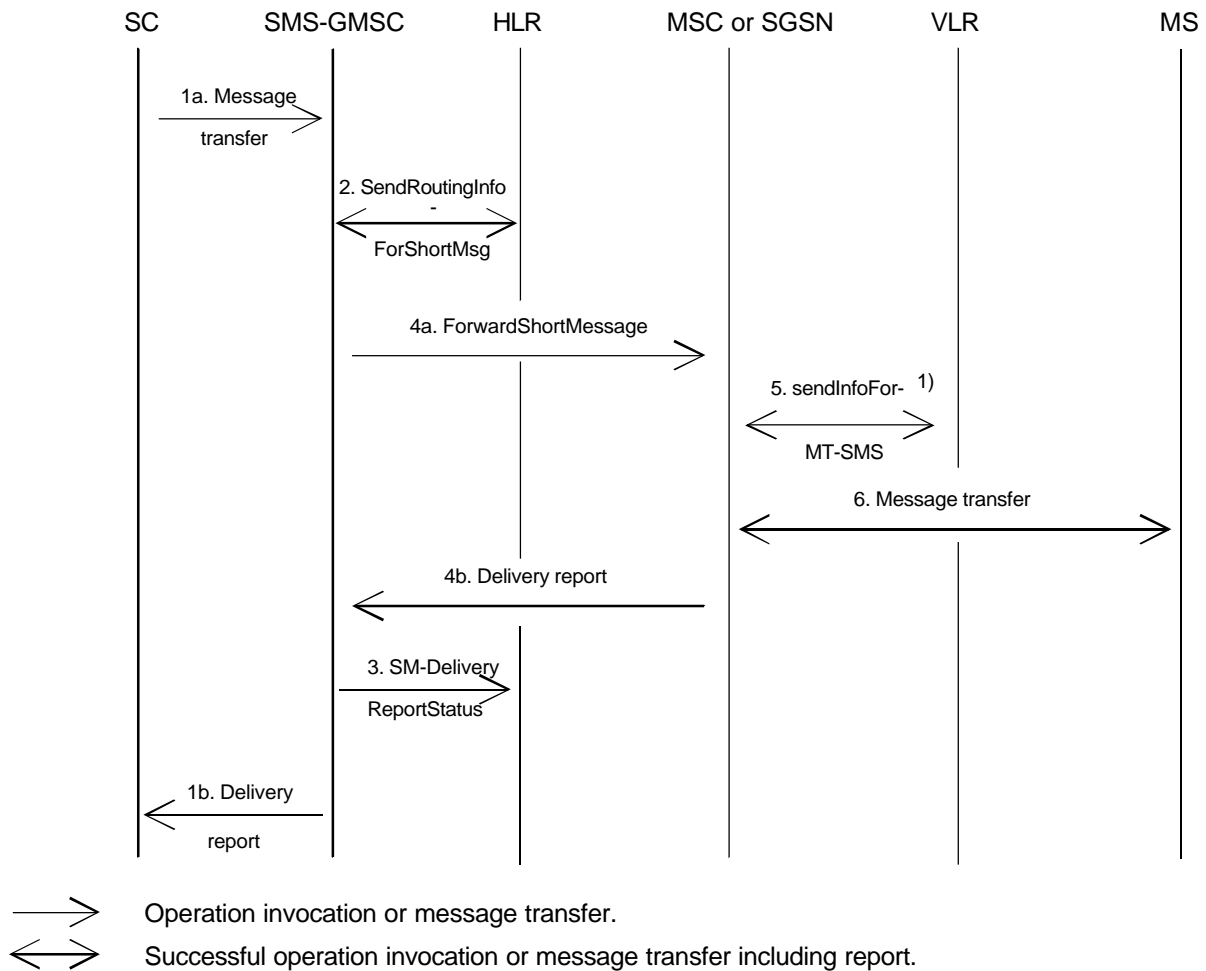 SC SMS-GMSC HLR MSC or SGSN VLR MS
1a. Message
transfer
2. SendRoutingInfo
-
ForShortMsg
4a. ForwardShortMessage
5. sendInfoFor- 1)
MT-SMS
6. Message transfer
4b. Delivery report
3. SM-Delivery
ReportStatus
1b. Delivery
report
Operation invocation or message transfer.
Successful operation invocation or message transfer including report.